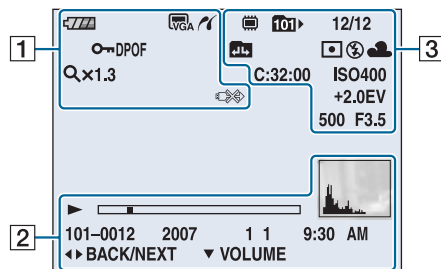 1
VGA
101
12/12
3
DPOF
×1.3
C:32:00
ISO400
+2.0EV
500 F3.5
2
101–0012 2007 1 1 9:30 AM
BACK/NEXT VOLUME